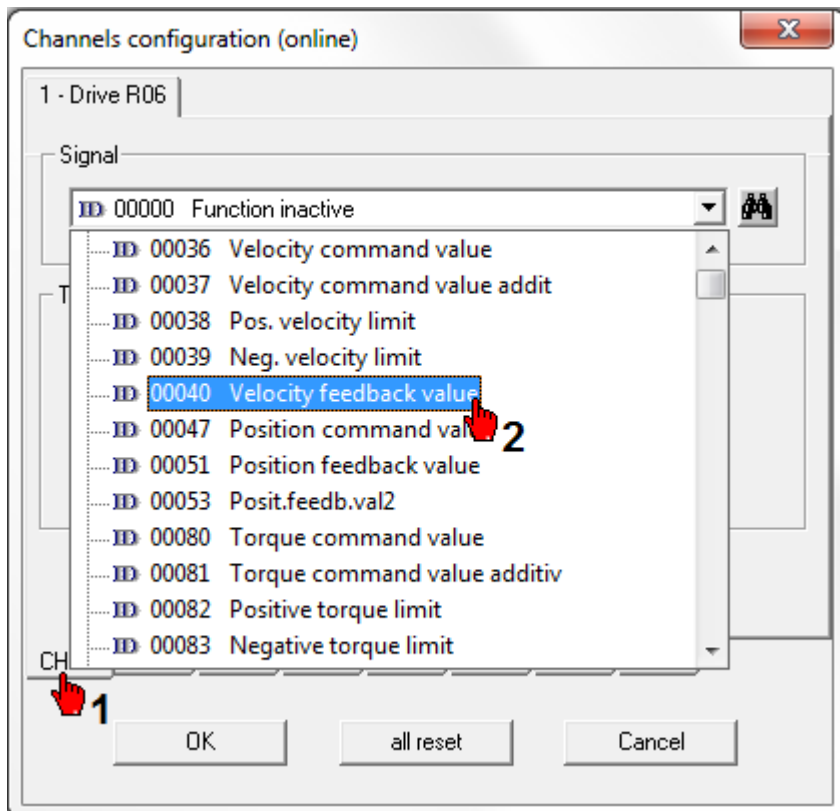 Channels configuration (online)
1 - Drive R06
Signal
ID 00000 Function inactive
ID 00036 Velocity command value
ID 00037 Velocity command value addit
ID 00038 Pos. velocity limit
ID 00039 Neg. velocity limit
ID 00040 Velocity feedback value
ID 00047 Position command val
2
ID 00051 Position feedback value
ID 00053 Posit.feedb.val2
ID 00080 Torque command value
ID 00081 Torque command value additiv
ID 00082 Positive torque limit
ID 00083 Negative torque limit
T
CH
1
OK all reset Cancel